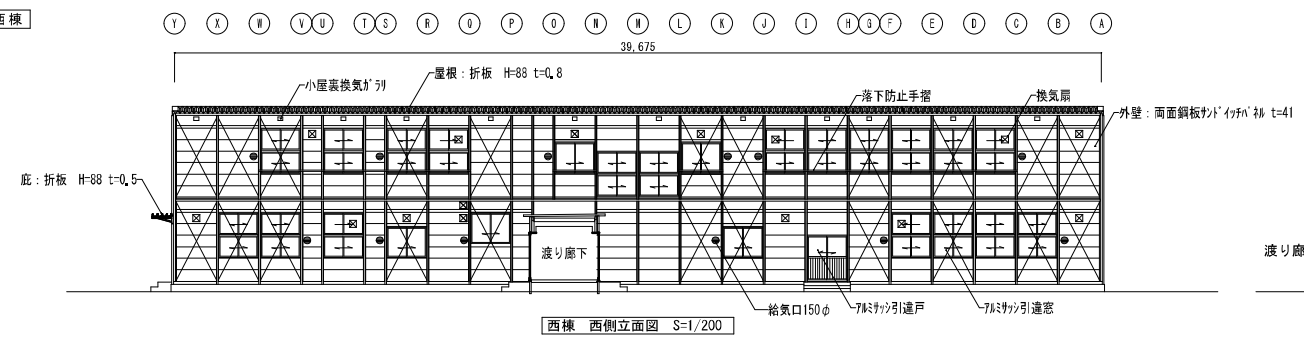 西棟
Y X W V U T S R Q P O N M L K J I H G F E D C B A
39,675
小屋裏換気ガラリ
屋根：折板 H=88 t=0.8
落下防止手摺
換気扇
外壁：両面鋼板サンドイッチパネル t=41
庇：折板 H=88 t=0.5
渡り廊下
渡り廊
給気口150φ
アルミサッシ引違戸
アルミサッシ引違窓
西棟 西側立面図 S=1/200